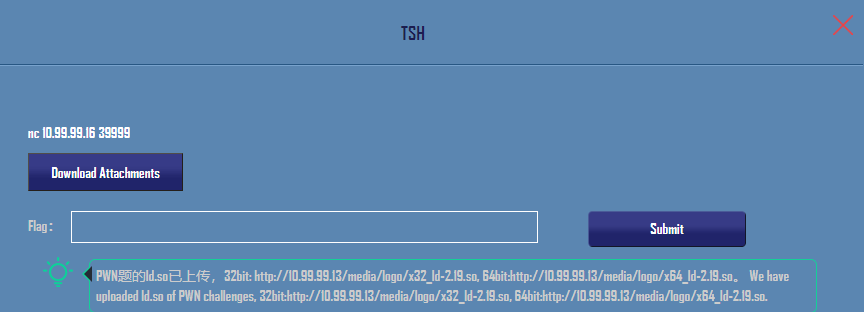 TSH
nc 10.99.99.16 39999
Download Attachments
Flag:
Submit
PWN题的ld.so已上传，32bit: http://10.99.99.13/media/logo/x32_ld-2.19.so, 64bit:http://10.99.99.13/media/logo/x64_ld-2.19.so。 We have
uploaded ld.so of PWN challenges, 32bit:http://10.99.99.13/media/logo/x32_ld-2.19.so, 64bit:http://10.99.99.13/media/logo/x64_ld-2.19.so.